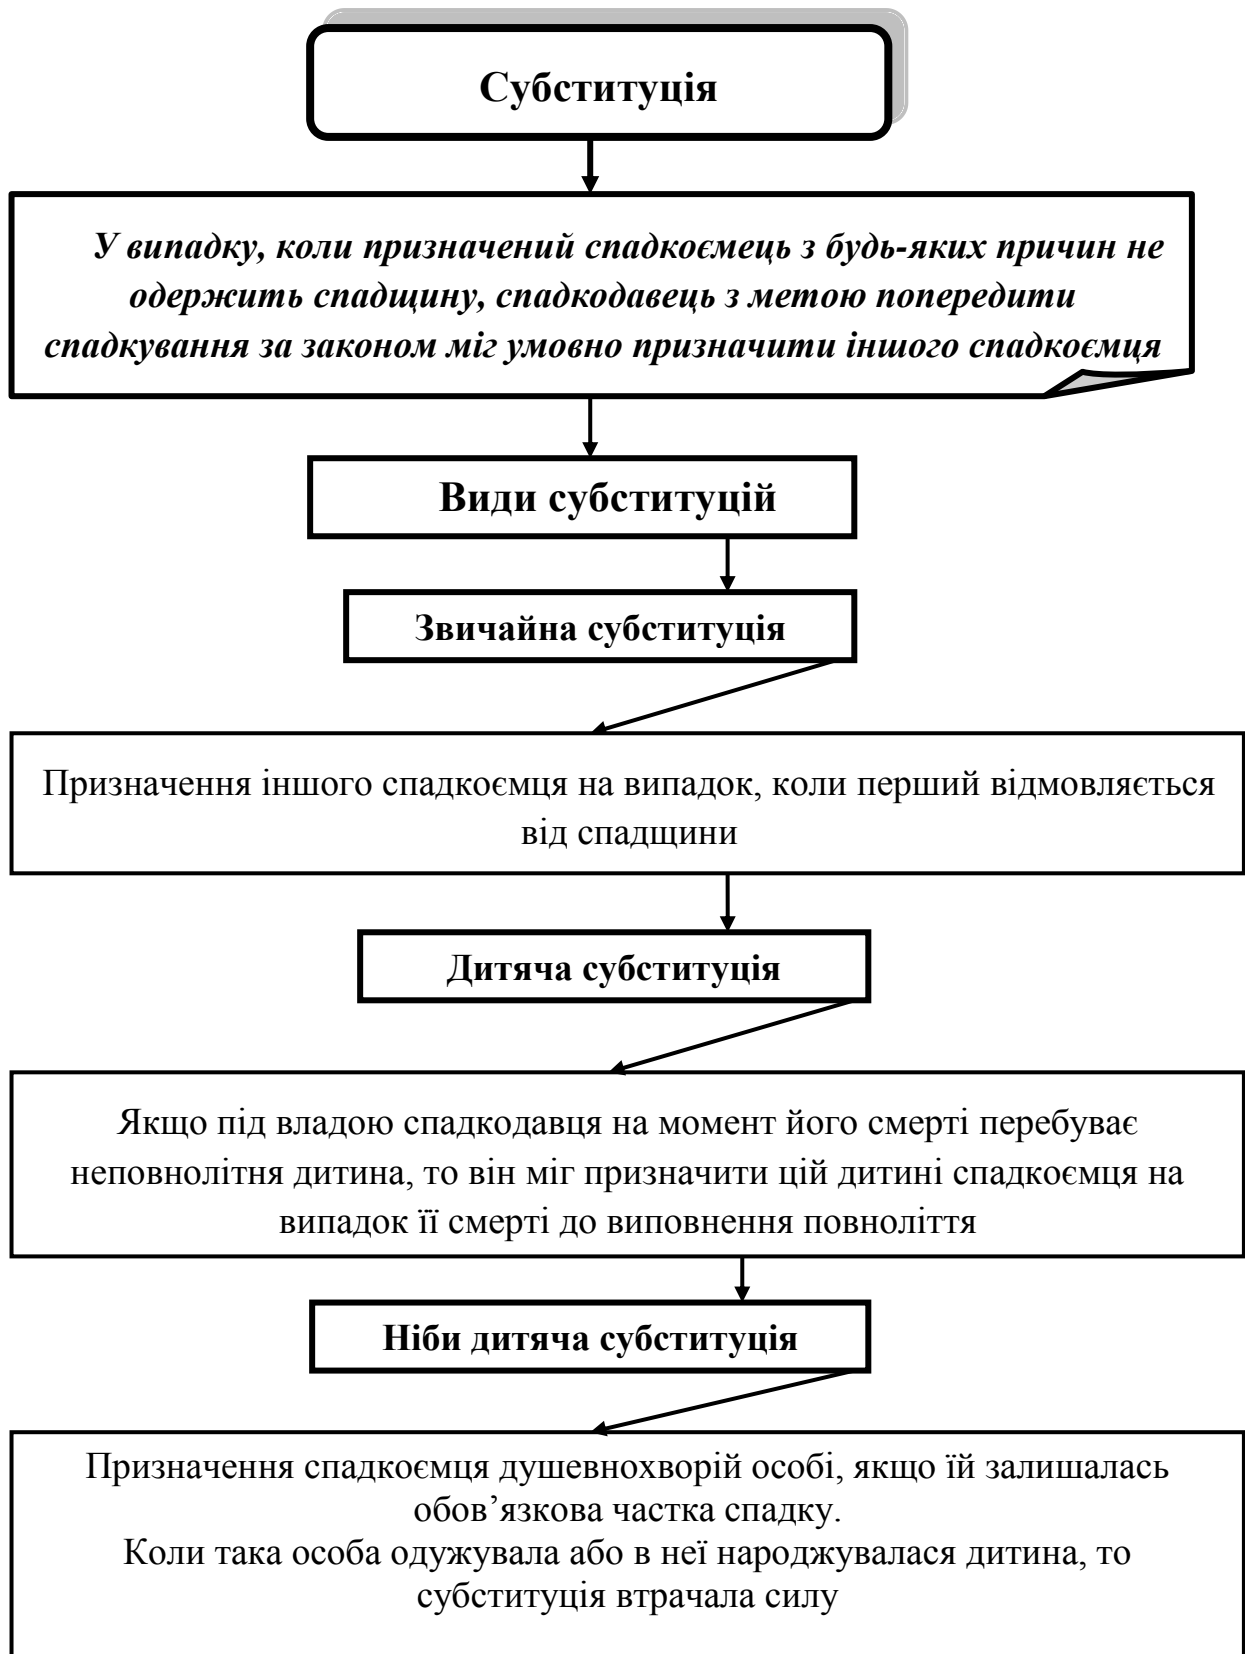 Субституція
У випадку, коли призначений спадкоємець з будь-яких причин не
одержить спадщину, спадкодавець з метою попередити
спадкування за законом міг умовно призначити іншого спадкоємця
Види субституцій
Звичайна субституція
Призначення іншого спадкоємця на випадок, коли перший відмовляється
від спадщини
Дитяча субституція
Якщо під владою спадкодавця на момент його смерті перебуває
неповнолітня дитина, то він міг призначити цій дитині спадкоємця на
випадок її смерті до виповнення повноліття
Ніби дитяча субституція
Призначення спадкоємця душевнохворій особі, якщо їй залишалась
обов’язкова частка спадку.
Коли така особа одужувала або в неї народжувалася дитина, то
субституція втрачала силу